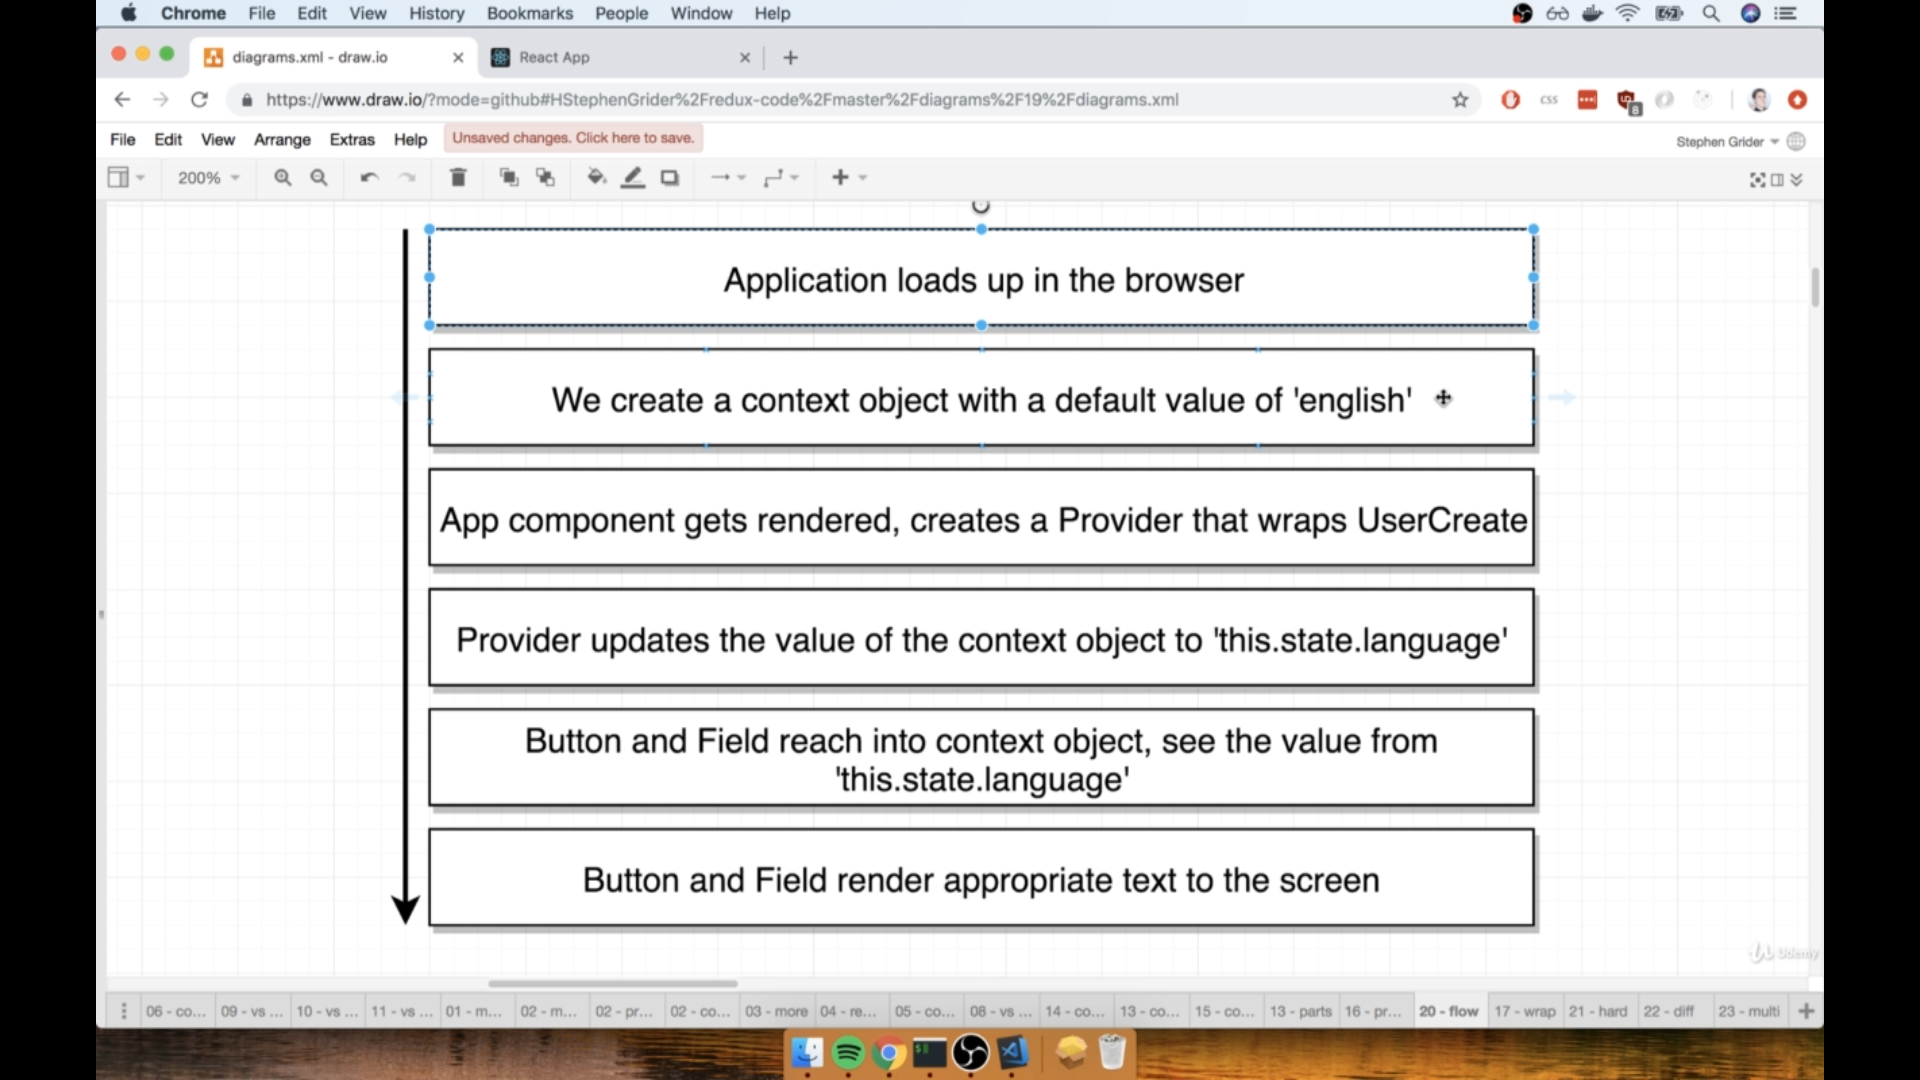 Chrome File Edit View History Bookmarks People Window Help
diagrams.xml - draw.io
React App
https://www.draw.io/?mode=github#HStephenGrider%2Fredux-code%2Fmaster%2Fdiagrams%2F19%2Fdiagrams.xml
CSS
8
File Edit View Arrange Extras Help
Unsaved changes. Click here to save.
Stephen Grider
200%
Application loads up in the browser
We create a context object with a default value of 'english'
App component gets rendered, creates a Provider that wraps UserCreate
Provider updates the value of the context object to 'this.state.language'
Button and Field reach into context object, see the value from
'this.state.language'
Button and Field render appropriate text to the screen
Udemy
06 - co... 09 - vs ... 10 - vs ... 11 - vs ... 01 - m... 02 - m... 02 - pr... 02 - co... 03 - more 04 - re... 05 - co... 08 - vs ... 14 - co... 13 - co... 15 - co... 13 - parts 16 - pr... 20 - flow 17 - wrap 21 - hard 22 - diff 23 - multi